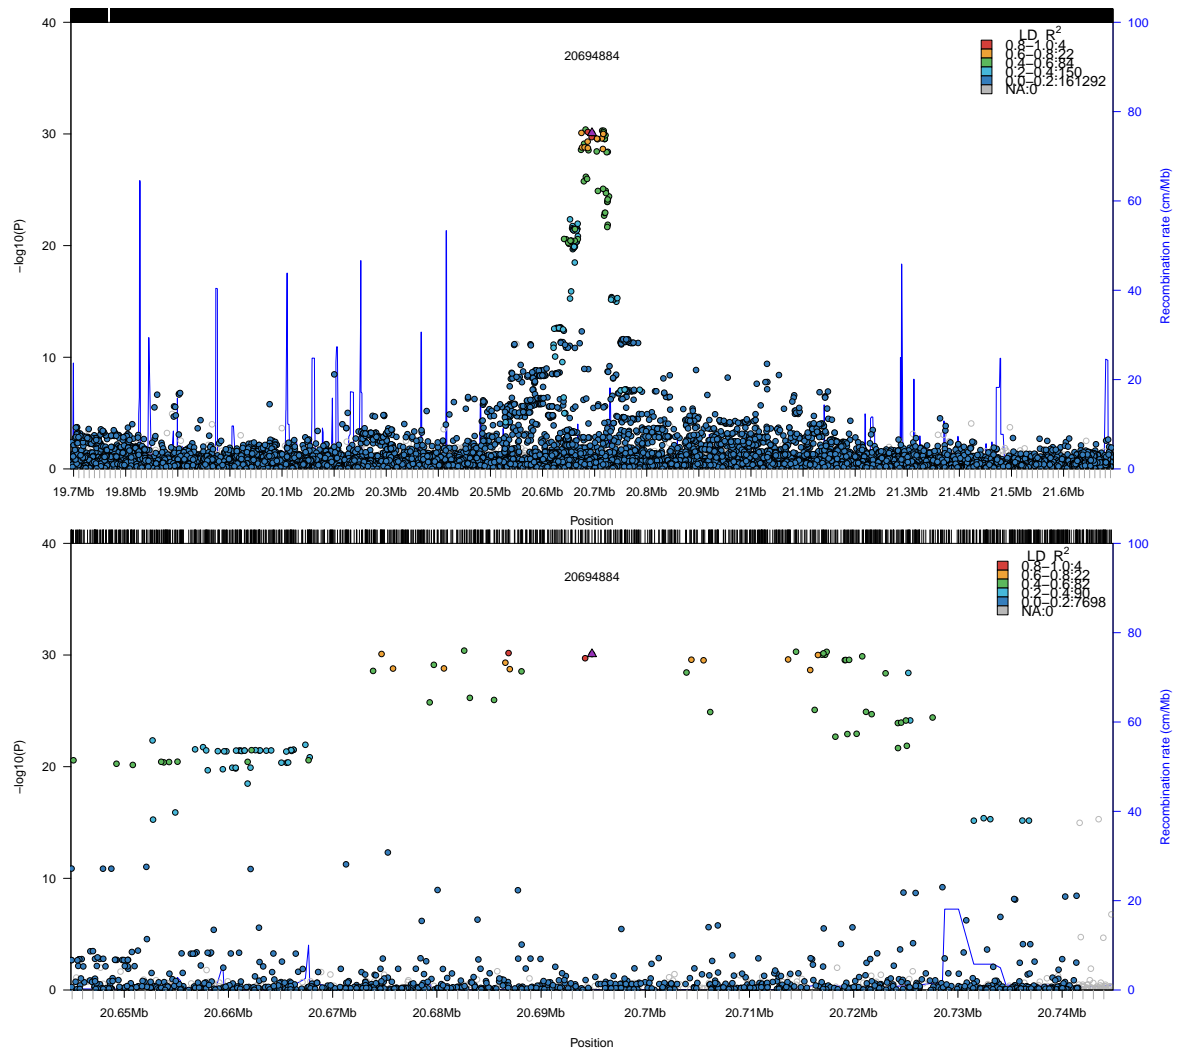 40
30
20
10
0
100
80
60
40
20
0
−log10(P)
Recombination rate (cm/Mb)
20694884
LD R2
0.8−1.0:4
0.6−0.8:22
0.4−0.6:84
0.2−0.4:150
0.0−0.2:161292
NA:0
19.7Mb 19.8Mb 19.9Mb 20Mb 20.1Mb 20.2Mb 20.3Mb 20.4Mb 20.5Mb 20.6Mb 20.7Mb 20.8Mb 20.9Mb 21Mb 21.1Mb 21.2Mb 21.3Mb 21.4Mb 21.5Mb 21.6Mb
Position
40
30
20
10
0
100
80
60
40
20
0
−log10(P)
Recombination rate (cm/Mb)
20694884
LD R2
0.8−1.0:4
0.6−0.8:22
0.4−0.6:82
0.2−0.4:90
0.0−0.2:7698
NA:0
20.65Mb 20.66Mb 20.67Mb 20.68Mb 20.69Mb 20.7Mb 20.71Mb 20.72Mb 20.73Mb 20.74Mb
Position